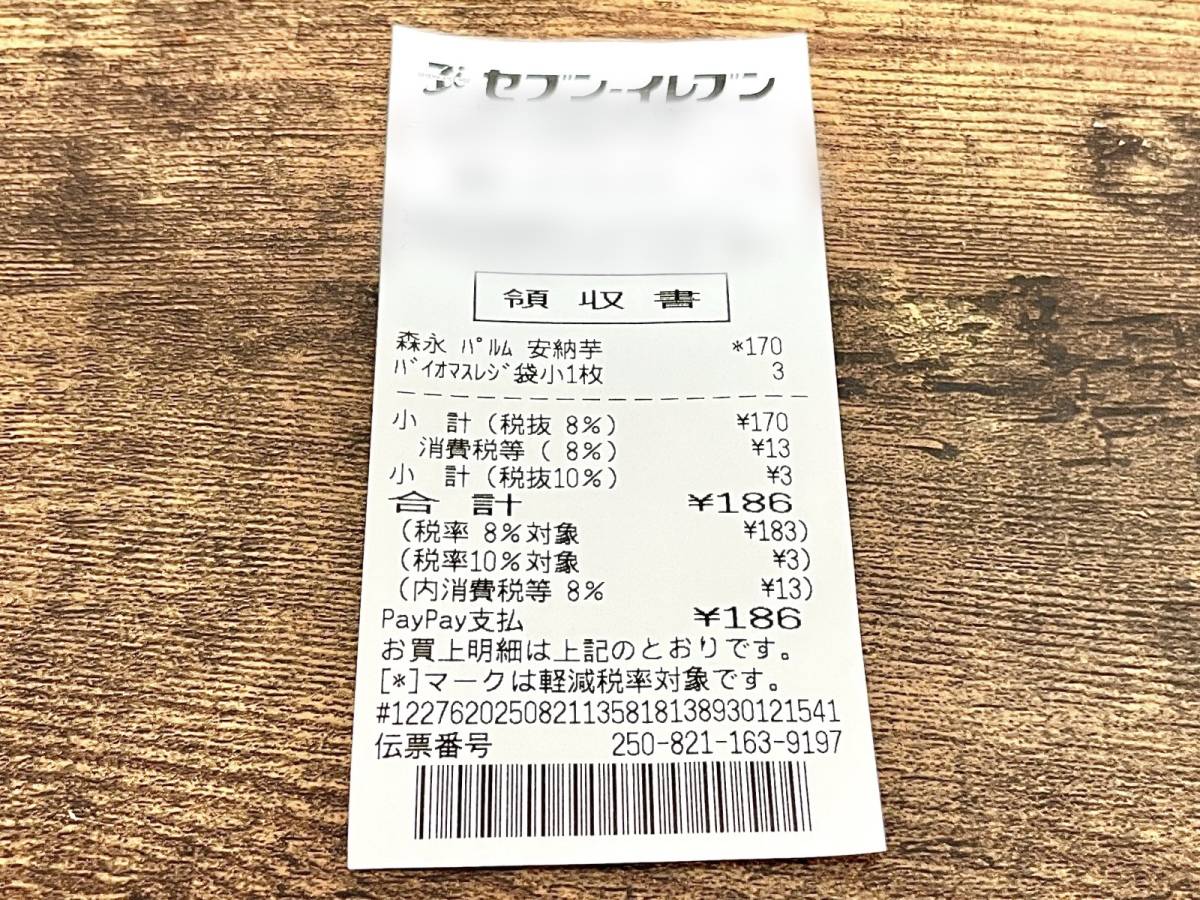 セブン-イレブン
領収書
森永 パルム 安納芋 *170
バイオマスレジ袋小1枚 3
小 計(税抜 8%) ¥170
消費税等( 8%) ¥13
小 計(税抜10%) ¥3
合 計 ¥186
(税率 8%対象 ¥183)
(税率10%対象 ¥3)
(内消費税等 8% ¥13)
PayPay支払 ¥186
お買上明細は上記のとおりです。
[*]マークは軽減税率対象です。
#122762025082113581813893012​1541
伝票番号 250-821-163-9197